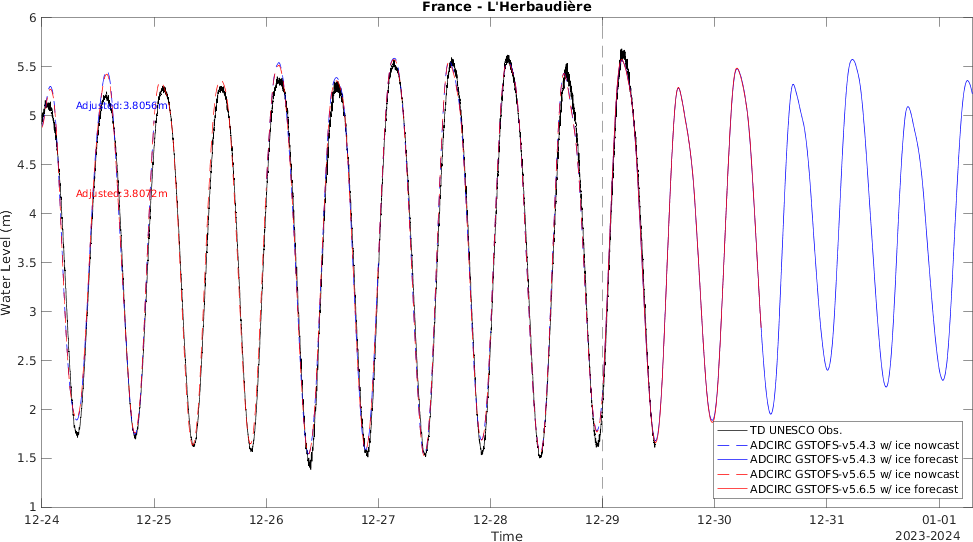 France - L'Herbaudière
6
5.5
5
4.5
4
3.5
3
2.5
2
1.5
1
Water Level (m)
Adjusted:3.8056m
Adjusted:3.8072m
TD UNESCO Obs.
ADCIRC GSTOFS-v5.4.3 w/ ice nowcast
ADCIRC GSTOFS-v5.4.3 w/ ice forecast
ADCIRC GSTOFS-v5.6.5 w/ ice nowcast
ADCIRC GSTOFS-v5.6.5 w/ ice forecast
12-24 12-25 12-26 12-27 12-28 12-29 12-30 12-31 01-01
Time
2023-2024